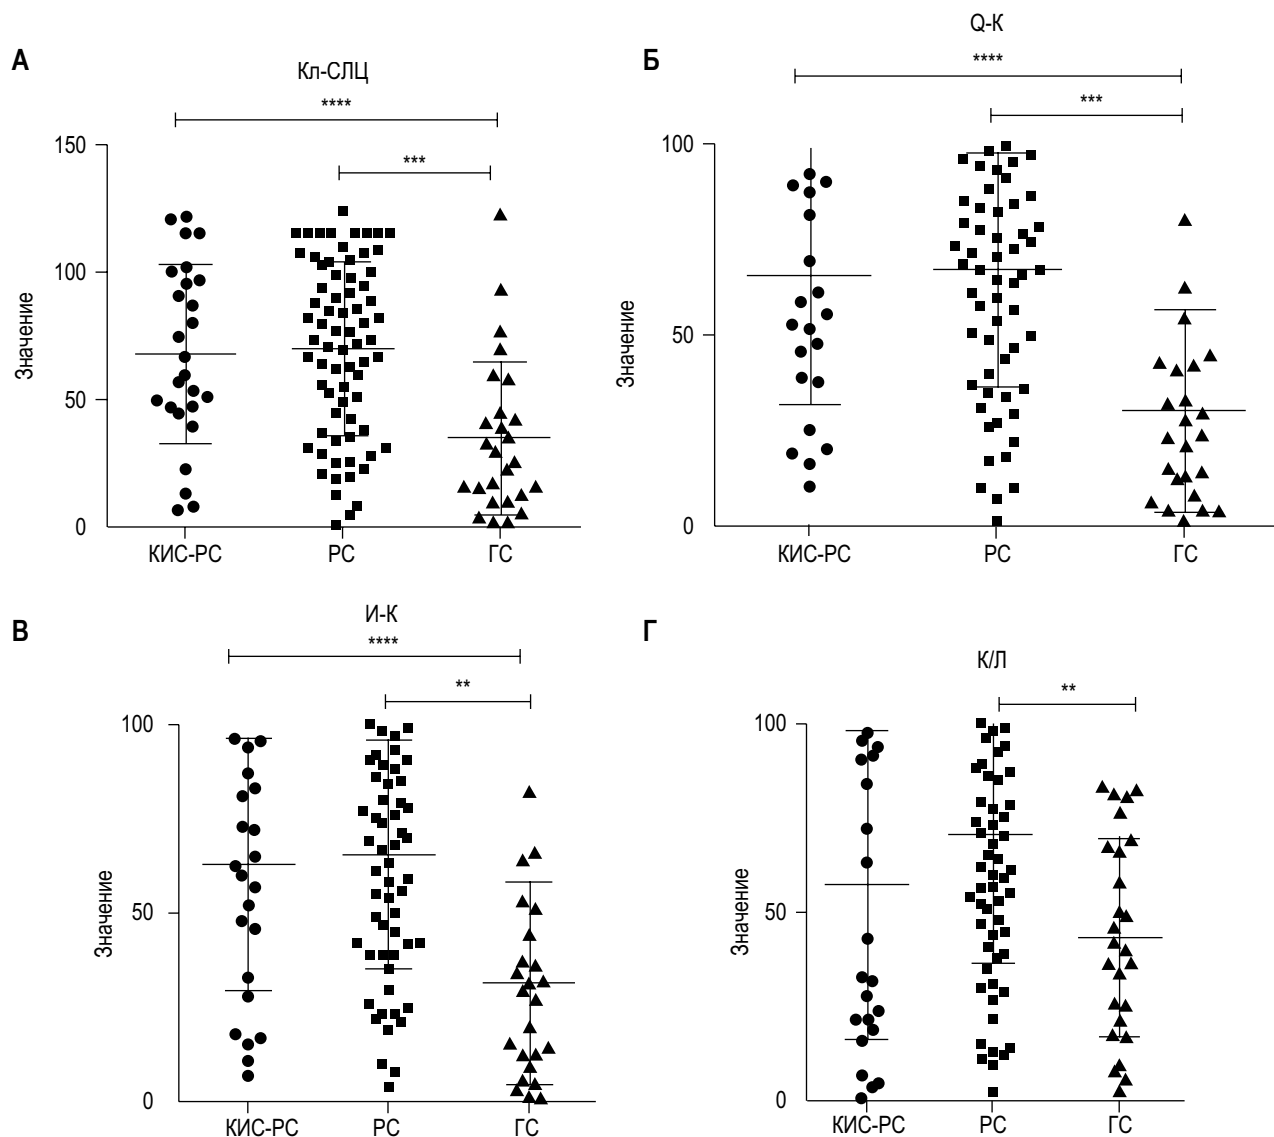 А
Кл-СЛЦ
****
***
150
100
50
0
Значение
КИС-РС
РС
ГС
Б
Q-К
****
***
100
50
0
Значение
КИС-РС
РС
ГС
В
И-К
****
**
100
50
0
Значение
КИС-РС
РС
ГС
Г
К/Л
**
100
50
0
Значение
КИС-РС
РС
ГС